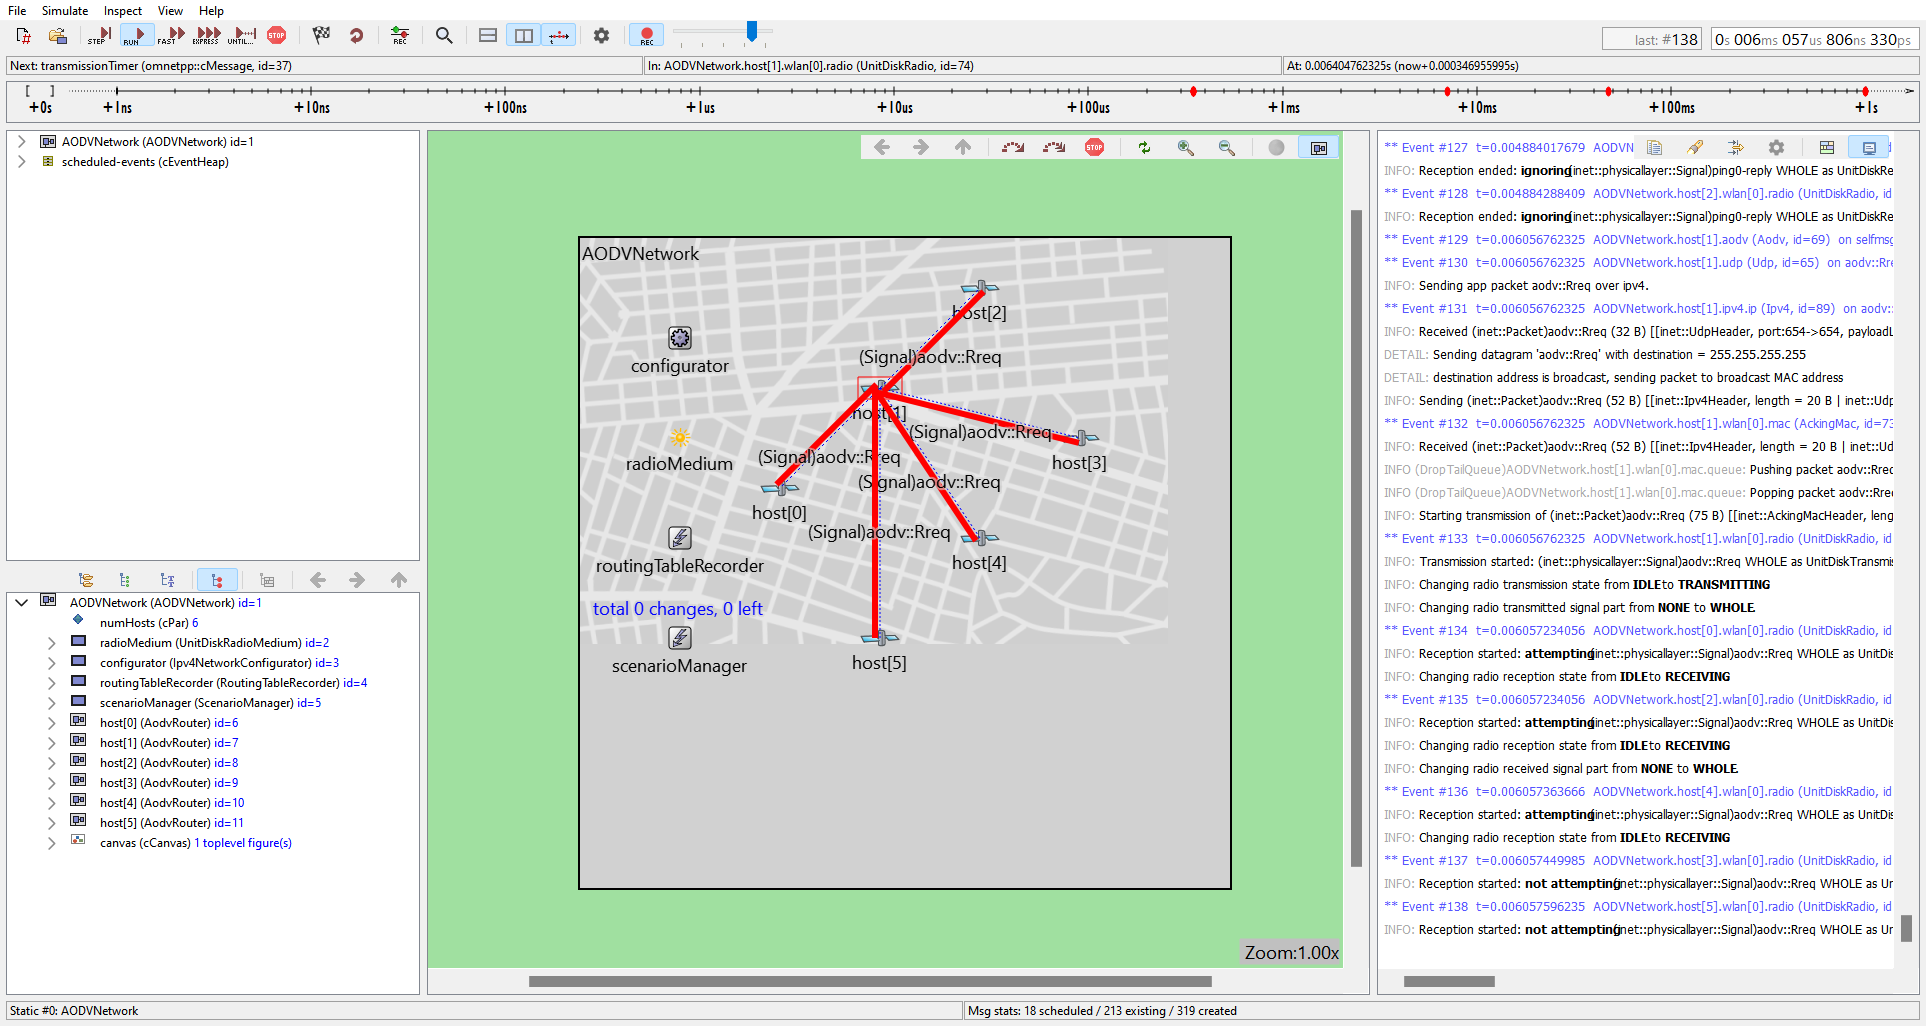 File Simulate Inspect View Help
STEP RUN FAST EXPRESS UNTIL... STOP REC REC
last: #138 0s 006ms 057us 806ns 330ps
Next: transmissionTimer (omnetpp::cMessage, id=37)
In: AODVNetwork.host[1].wlan[0].radio (UnitDiskRadio, id=74)
At: 0.006404762325s (now+0.000346955995s)
[ ]
+0s +1ns +10ns +100ns +1us +10us +100us +1ms +10ms +100ms +1s
AODVNetwork (AODVNetwork) id=1
scheduled-events (cEventHeap)
AODVNetwork (AODVNetwork) id=1
numHosts (cPar) 6
radioMedium (UnitDiskRadioMedium) id=2
configurator (Ipv4NetworkConfigurator) id=3
routingTableRecorder (RoutingTableRecorder) id=4
scenarioManager (ScenarioManager) id=5
host[0] (AodvRouter) id=6
host[1] (AodvRouter) id=7
host[2] (AodvRouter) id=8
host[3] (AodvRouter) id=9
host[4] (AodvRouter) id=10
host[5] (AodvRouter) id=11
canvas (cCanvas) 1 toplevel figure(s)
STOP
AODVNetwork
host[2]
configurator
(Signal)aodv::Rreq
host[1]
(Signal)aodv::Rreq
radioMedium
(Signal)aodv::Rreq
host[3]
(Signal)aodv::Rreq
host[0]
(Signal)aodv::Rreq
routingTableRecorder
host[4]
total 0 changes, 0 left
scenarioManager
host[5]
Zoom:1.00x
** Event #127 t=0.004884017679 AODVN
INFO: Reception ended: ignoring (inet::physicallayer::Signal)ping0-reply WHOLE as UnitDiskRe
** Event #128 t=0.004884288409 AODVNetwork.host[2].wlan[0].radio (UnitDiskRadio, id
INFO: Reception ended: ignoring (inet::physicallayer::Signal)ping0-reply WHOLE as UnitDiskRe
** Event #129 t=0.006056762325 AODVNetwork.host[1].aodv (Aodv, id=69) on selfmsg
** Event #130 t=0.006056762325 AODVNetwork.host[1].udp (Udp, id=65) on aodv::Rre
INFO: Sending app packet aodv::Rreq over ipv4.
** Event #131 t=0.006056762325 AODVNetwork.host[1].ipv4.ip (Ipv4, id=89) on aodv:
INFO: Received (inet::Packet)aodv::Rreq (32 B) [[inet::UdpHeader, port:654->654, payloadL
DETAIL: Sending datagram 'aodv::Rreq' with destination = 255.255.255.255
DETAIL: destination address is broadcast, sending packet to broadcast MAC address
INFO: Sending (inet::Packet)aodv::Rreq (52 B) [[inet::Ipv4Header, length = 20 B | inet::Udp
** Event #132 t=0.006056762325 AODVNetwork.host[1].wlan[0].mac (AckingMac, id=73
INFO: Received (inet::Packet)aodv::Rreq (52 B) [[inet::Ipv4Header, length = 20 B | inet::Ud
INFO (DropTailQueue)AODVNetwork.host[1].wlan[0].mac.queue: Pushing packet aodv::Rreq
INFO (DropTailQueue)AODVNetwork.host[1].wlan[0].mac.queue: Popping packet aodv::Rre
INFO: Starting transmission of (inet::Packet)aodv::Rreq (75 B) [[inet::AckingMacHeader, leng
** Event #133 t=0.006056762325 AODVNetwork.host[1].wlan[0].radio (UnitDiskRadio, id
INFO: Transmission started: (inet::physicallayer::Signal)aodv::Rreq WHOLE as UnitDiskTransmis
INFO: Changing radio transmission state from IDLE to TRANSMITTING
INFO: Changing radio transmitted signal part from NONE to WHOLE.
** Event #134 t=0.006057234056 AODVNetwork.host[0].wlan[0].radio (UnitDiskRadio, id
INFO: Reception started: attempting (inet::physicallayer::Signal)aodv::Rreq WHOLE as UnitDis
INFO: Changing radio reception state from IDLE to RECEIVING
** Event #135 t=0.006057234056 AODVNetwork.host[2].wlan[0].radio (UnitDiskRadio, id
INFO: Reception started: attempting (inet::physicallayer::Signal)aodv::Rreq WHOLE as UnitDis
INFO: Changing radio reception state from IDLE to RECEIVING
INFO: Changing radio received signal part from NONE to WHOLE.
** Event #136 t=0.006057363666 AODVNetwork.host[4].wlan[0].radio (UnitDiskRadio, id
INFO: Reception started: attempting (inet::physicallayer::Signal)aodv::Rreq WHOLE as UnitDis
INFO: Changing radio reception state from IDLE to RECEIVING
** Event #137 t=0.006057449985 AODVNetwork.host[3].wlan[0].radio (UnitDiskRadio, id
INFO: Reception started: not attempting (inet::physicallayer::Signal)aodv::Rreq WHOLE as Un
** Event #138 t=0.006057596235 AODVNetwork.host[5].wlan[0].radio (UnitDiskRadio, id
INFO: Reception started: not attempting (inet::physicallayer::Signal)aodv::Rreq WHOLE as Un
Static #0: AODVNetwork
Msg stats: 18 scheduled / 213 existing / 319 created